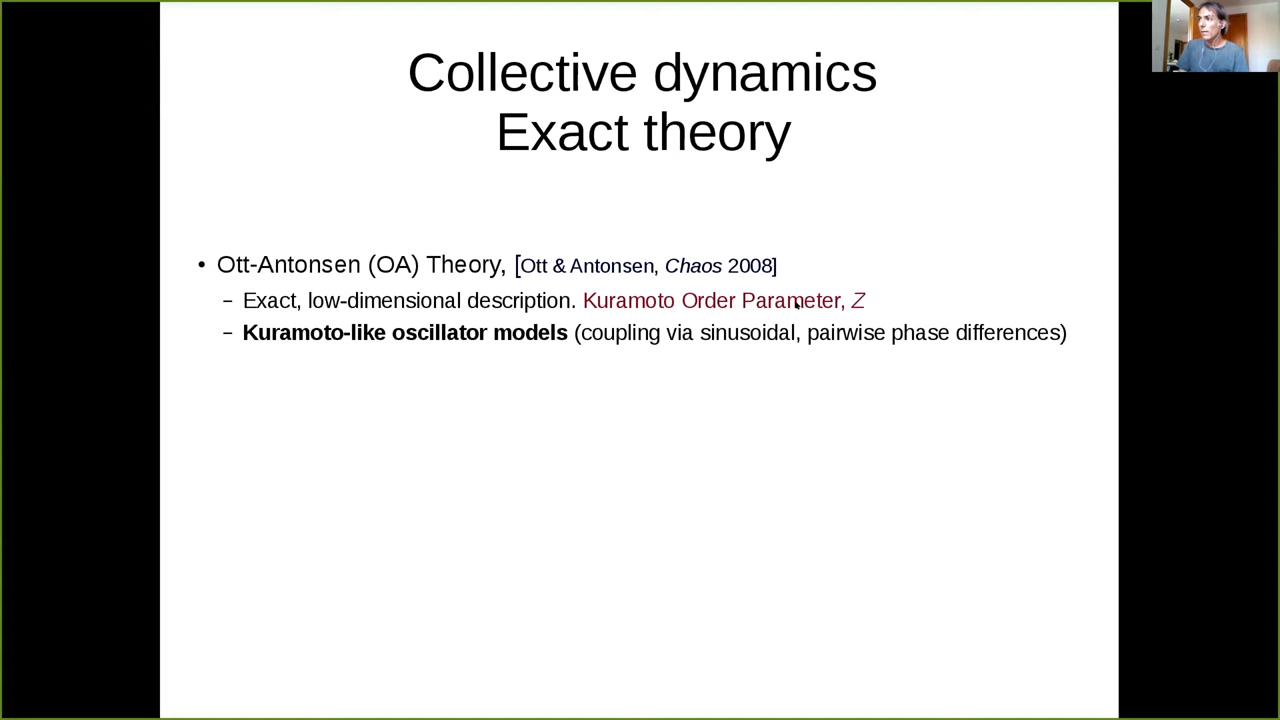 Collective dynamics
Exact theory
• Ott-Antonsen (OA) Theory, [Ott & Antonsen, Chaos 2008]
– Exact, low-dimensional description. Kuramoto Order Parameter, Z
– Kuramoto-like oscillator models (coupling via sinusoidal, pairwise phase differences)